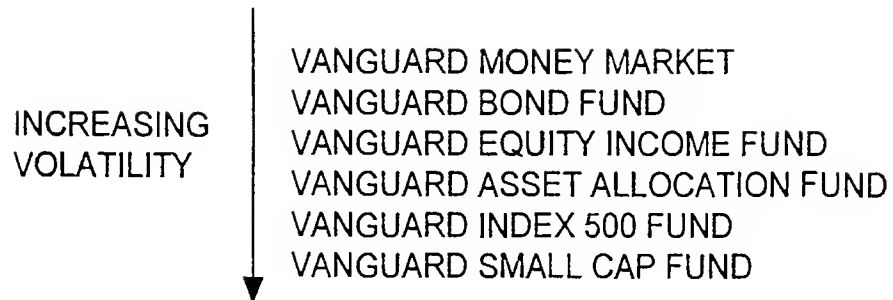 INCREASING
VOLATILITY
VANGUARD MONEY MARKET
VANGUARD BOND FUND
VANGUARD EQUITY INCOME FUND
VANGUARD ASSET ALLOCATION FUND
VANGUARD INDEX 500 FUND
VANGUARD SMALL CAP FUND